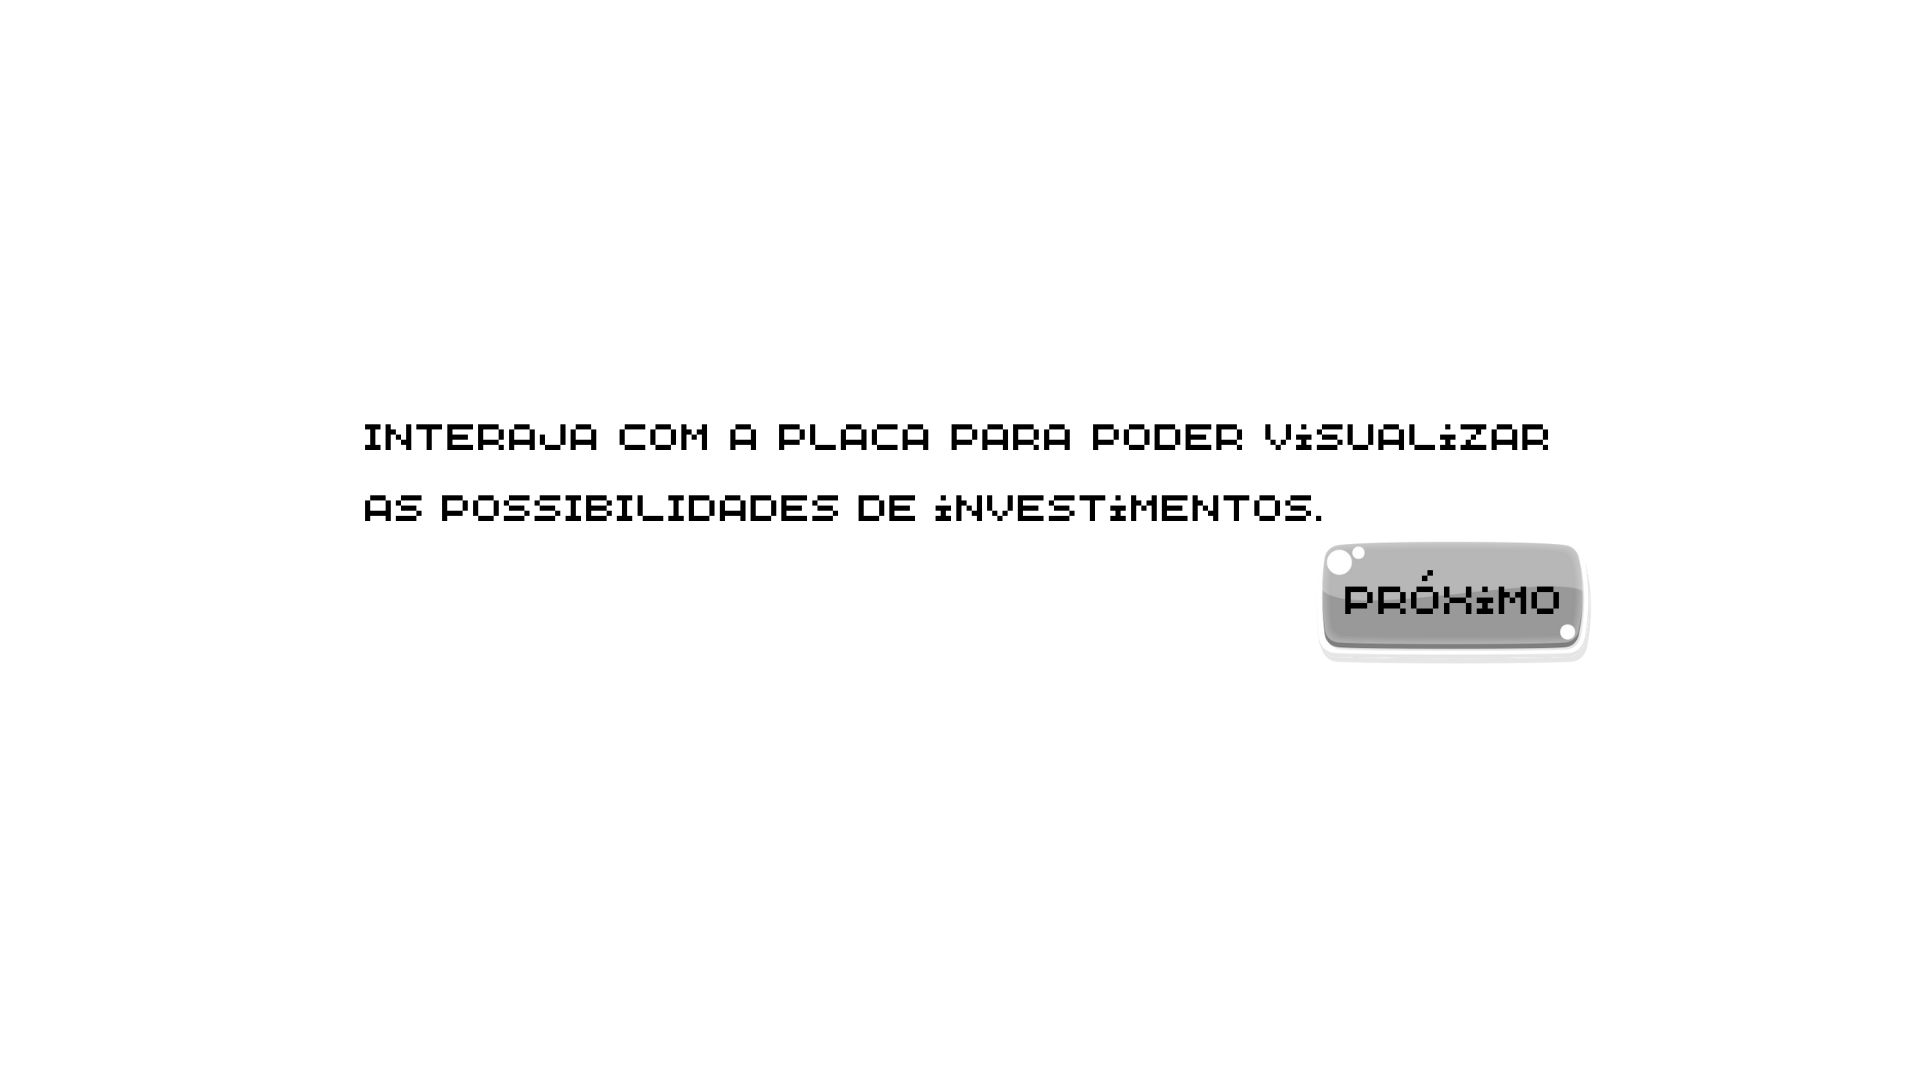 INTERAJA COM A PLACA PARA PODER ViSUALiZAR
AS POSSIBILIDADES DE iNVESTiMENTOS.
PRÓXiMO